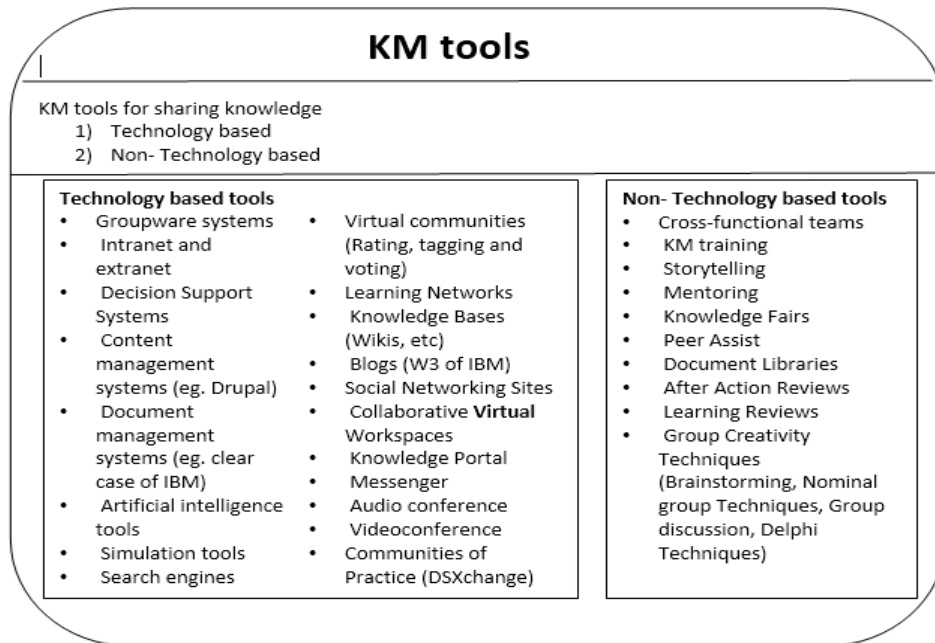 KM tools
KM tools for sharing knowledge
1) Technology based
2) Non- Technology based
Technology based tools
• Groupware systems
• Intranet and
extranet
• Decision Support
Systems
• Content
management
systems (eg. Drupal)
• Document
management
systems (eg. clear
case of IBM)
• Artificial intelligence
tools
• Simulation tools
• Search engines
• Virtual communities
(Rating, tagging and
voting)
• Learning Networks
• Knowledge Bases
(Wikis, etc)
• Blogs (W3 of IBM)
• Social Networking Sites
• Collaborative Virtual
Workspaces
• Knowledge Portal
• Messenger
• Audio conference
• Videoconference
• Communities of
Practice (DSXchange)
Non- Technology based tools
• Cross-functional teams
• KM training
• Storytelling
• Mentoring
• Knowledge Fairs
• Peer Assist
• Document Libraries
• After Action Reviews
• Learning Reviews
• Group Creativity
Techniques
(Brainstorming, Nominal
group Techniques, Group
discussion, Delphi
Techniques)